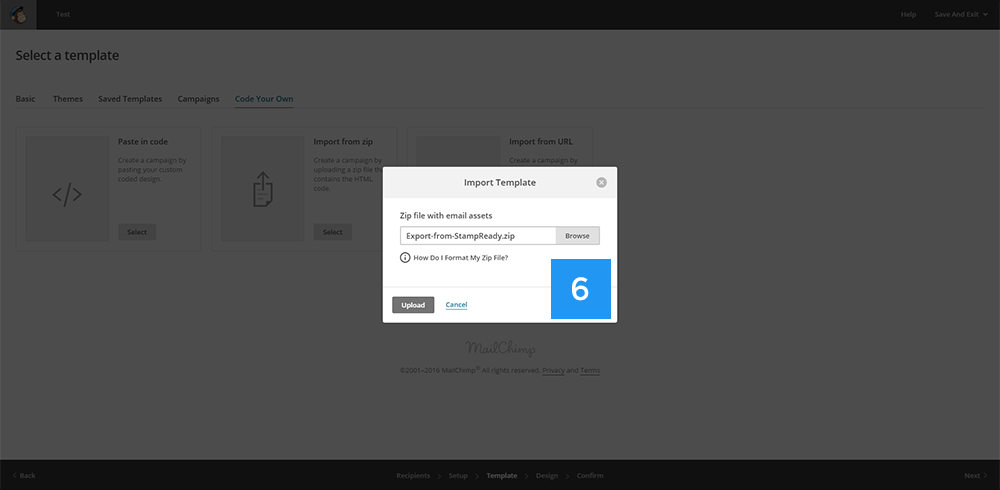 Test
Help
Save And Exit
Select a template
Basic
Themes
Saved Templates
Campaigns
Code Your Own
Paste in code
Create a campaign by
pasting your custom
coded design.
Select
Import from zip
Create a campaign by
uploading a zip file that
contains the HTML
code.
Select
Import from URL
Create a campaign by
Import Template
Zip file with email assets
Export-from-StampReady.zip
Browse
How Do I Format My Zip File?
6
Upload
Cancel
MailChimp
©2001–2016 MailChimp® All rights reserved. Privacy and Terms
Back
Recipients
Setup
Template
Design
Confirm
Next